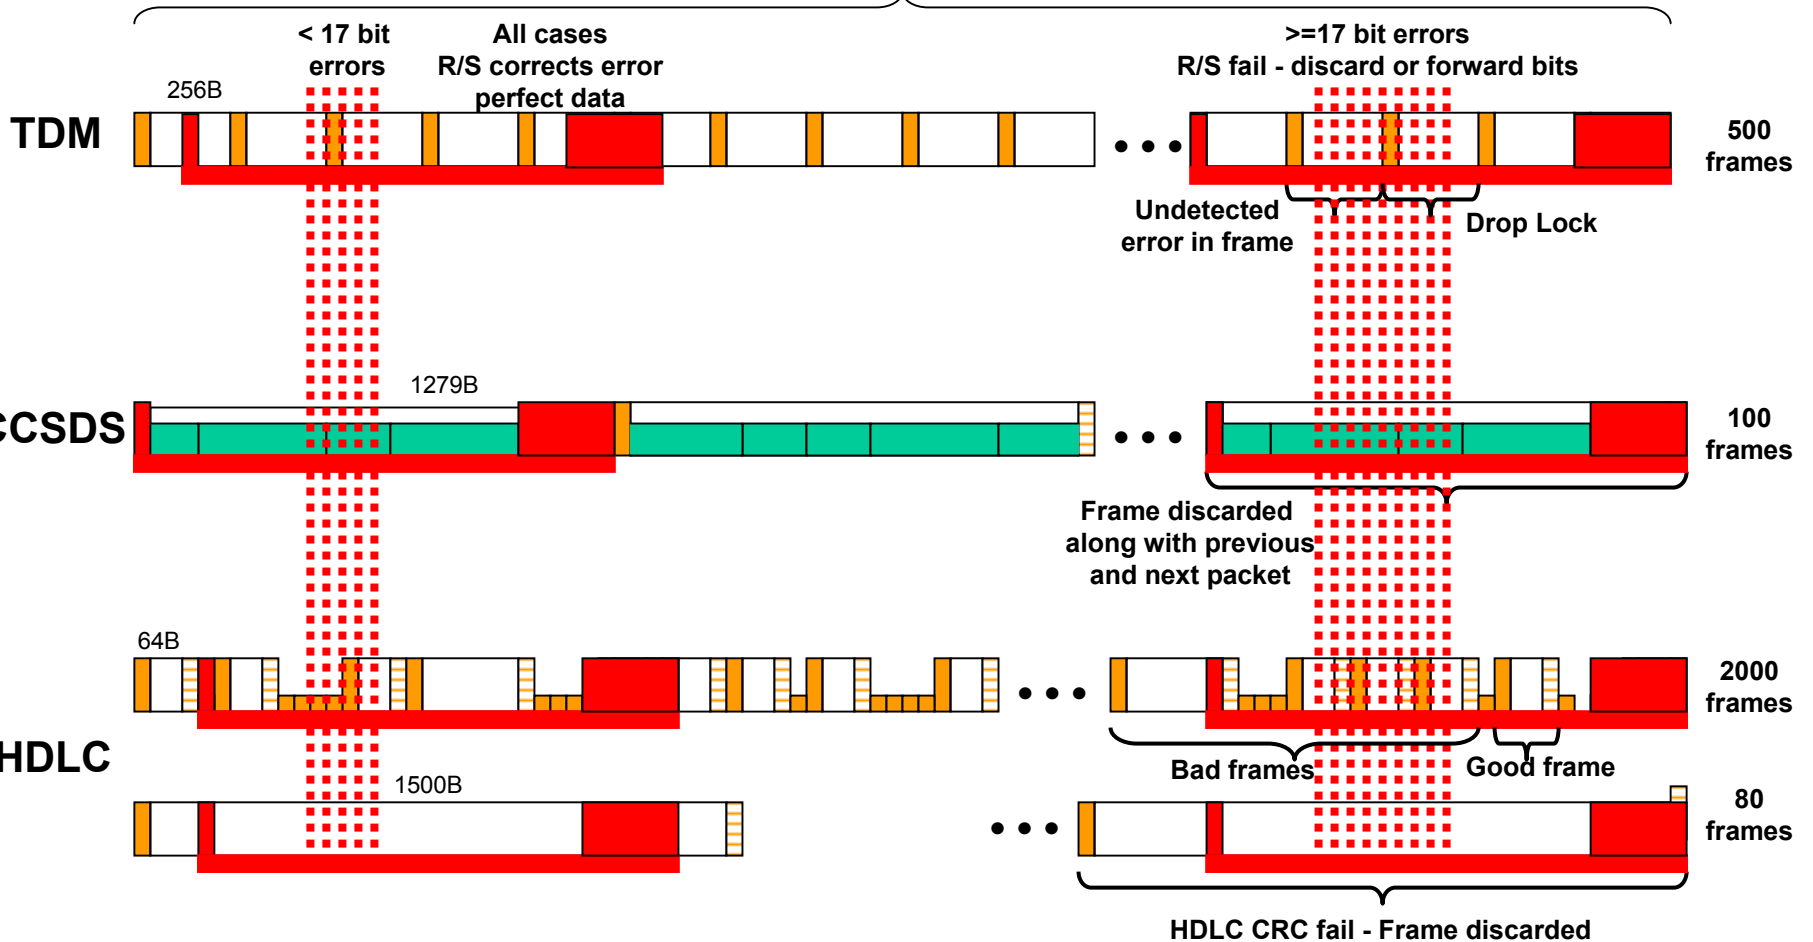 < 17 bit
errors
All cases
R/S corrects error
perfect data
>=17 bit errors
R/S fail - discard or forward bits
256B
TDM
500
frames
Undetected
error in frame
Drop Lock
1279B
CCSDS
100
frames
Frame discarded
along with previous
and next packet
64B
2000
frames
HDLC
Bad frames
Good frame
1500B
80
frames
HDLC CRC fail - Frame discarded